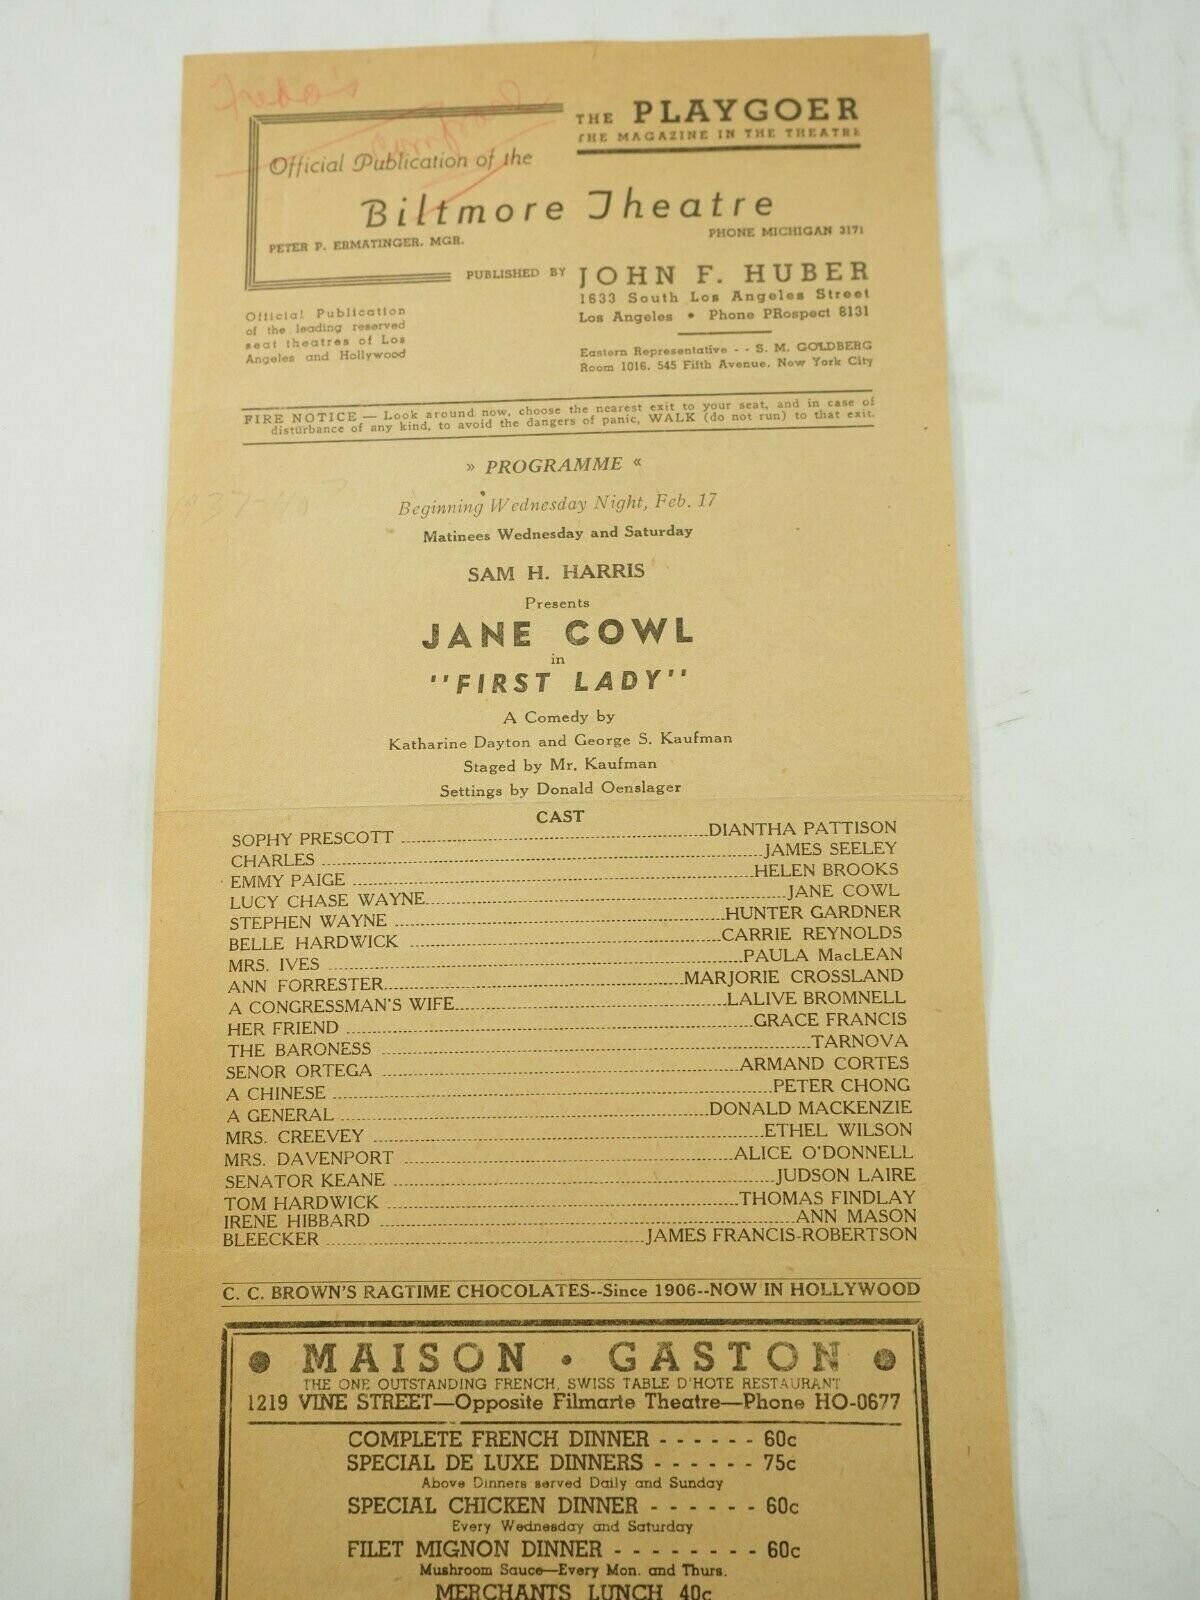 THE PLAYGOER
THE MAGAZINE IN THE THEATRE
Official Publication of the
Biltmore Theatre
PETER P. ERMATINGER, MGR.
PHONE MICHIGAN 3171
PUBLISHED BY JOHN F. HUBER
1633 South Los Angeles Street
Los Angeles • Phone PRospect 8131
Official Publication
of the leading reserved
seat theatres of Los
Angeles and Hollywood
Eastern Representative - - S. M. GOLDBERG
Room 1016, 545 Fifth Avenue, New York City
FIRE NOTICE — Look around now, choose the nearest exit to your seat, and in case of
disturbance of any kind, to avoid the dangers of panic, WALK (do not run) to that exit.
» PROGRAMME «
Beginning Wednesday Night, Feb. 17
Matinees Wednesday and Saturday
SAM H. HARRIS
Presents
JANE COWL
in
"FIRST LADY"
A Comedy by
Katharine Dayton and George S. Kaufman
Staged by Mr. Kaufman
Settings by Donald Oenslager
CAST
SOPHY PRESCOTT DIANTHA PATTISON
CHARLES JAMES SEELEY
EMMY PAIGE HELEN BROOKS
LUCY CHASE WAYNE JANE COWL
STEPHEN WAYNE HUNTER GARDNER
BELLE HARDWICK CARRIE REYNOLDS
MRS. IVES PAULA MacLEAN
ANN FORRESTER MARJORIE CROSSLAND
A CONGRESSMAN'S WIFE LALIVE BROMNELL
HER FRIEND GRACE FRANCIS
THE BARONESS TARNOVA
SENOR ORTEGA ARMAND CORTES
A CHINESE PETER CHONG
A GENERAL DONALD MACKENZIE
MRS. CREEVEY ETHEL WILSON
MRS. DAVENPORT ALICE O'DONNELL
SENATOR KEANE JUDSON LAIRE
TOM HARDWICK THOMAS FINDLAY
IRENE HIBBARD ANN MASON
BLEECKER JAMES FRANCIS-ROBERTSON
C. C. BROWN'S RAGTIME CHOCOLATES--Since 1906--NOW IN HOLLYWOOD
● MAISON • GASTON ●
THE ONE OUTSTANDING FRENCH, SWISS TABLE D'HOTE RESTAURANT
1219 VINE STREET—Opposite Filmarte Theatre—Phone HO-0677
COMPLETE FRENCH DINNER - - - - - - 60c
SPECIAL DE LUXE DINNERS - - - - - - 75c
Above Dinners served Daily and Sunday
SPECIAL CHICKEN DINNER - - - - - - 60c
Every Wednesday and Saturday
FILET MIGNON DINNER - - - - - - - - 60c
Mushroom Sauce—Every Mon. and Thurs.
MERCHANTS LUNCH 40c